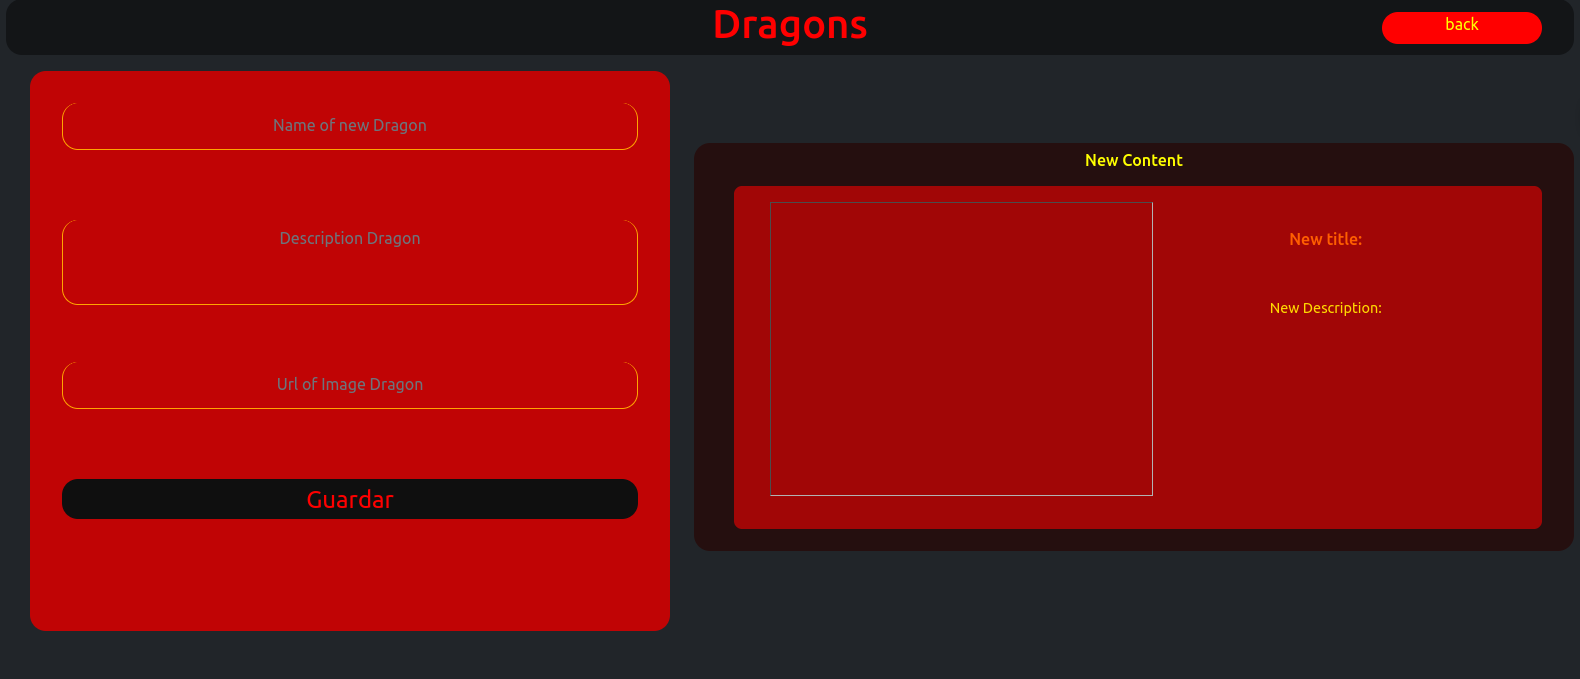 Dragons
back
Name of new Dragon
Description Dragon
Url of Image Dragon
Guardar
New Content
New title:
New Description: